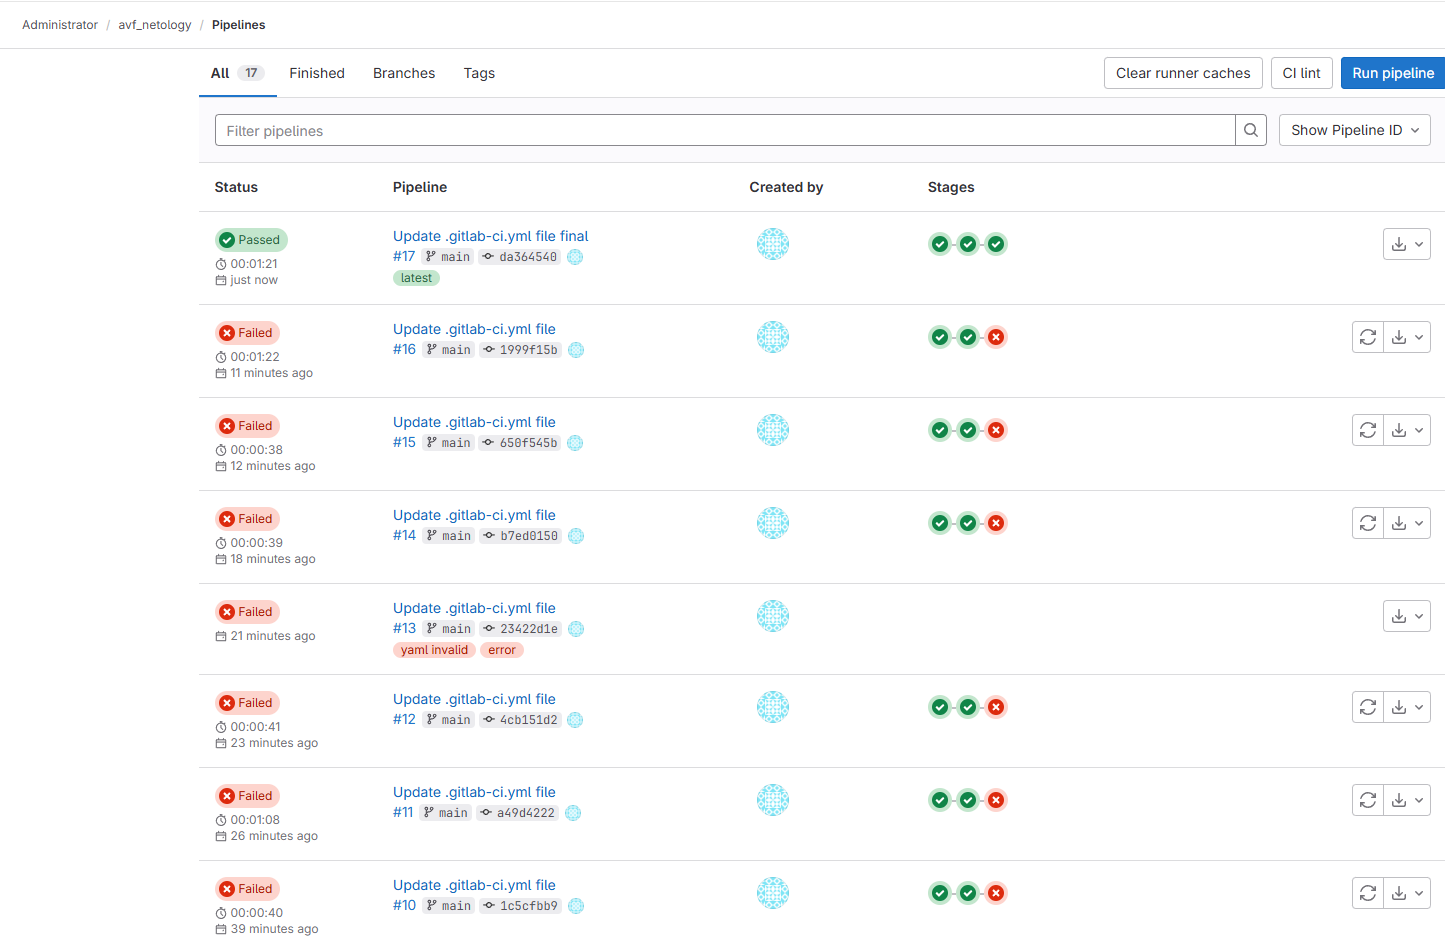 Administrator / avf_netology / Pipelines
All 17 Finished Branches Tags Clear runner caches CI lint Run pipeline
Filter pipelines Show Pipeline ID
Status Pipeline Created by Stages
Passed Update .gitlab-ci.yml file final
#17 main da364540
00:01:21
latest
just now
Failed Update .gitlab-ci.yml file
#16 main 1999f15b
00:01:22
11 minutes ago
Failed Update .gitlab-ci.yml file
#15 main 650f545b
00:00:38
12 minutes ago
Failed Update .gitlab-ci.yml file
#14 main b7ed0150
00:00:39
18 minutes ago
Failed Update .gitlab-ci.yml file
#13 main 23422d1e
21 minutes ago
yaml invalid error
Failed Update .gitlab-ci.yml file
#12 main 4cb151d2
00:00:41
23 minutes ago
Failed Update .gitlab-ci.yml file
#11 main a49d4222
00:01:08
26 minutes ago
Failed Update .gitlab-ci.yml file
#10 main 1c5cfbb9
00:00:40
39 minutes ago